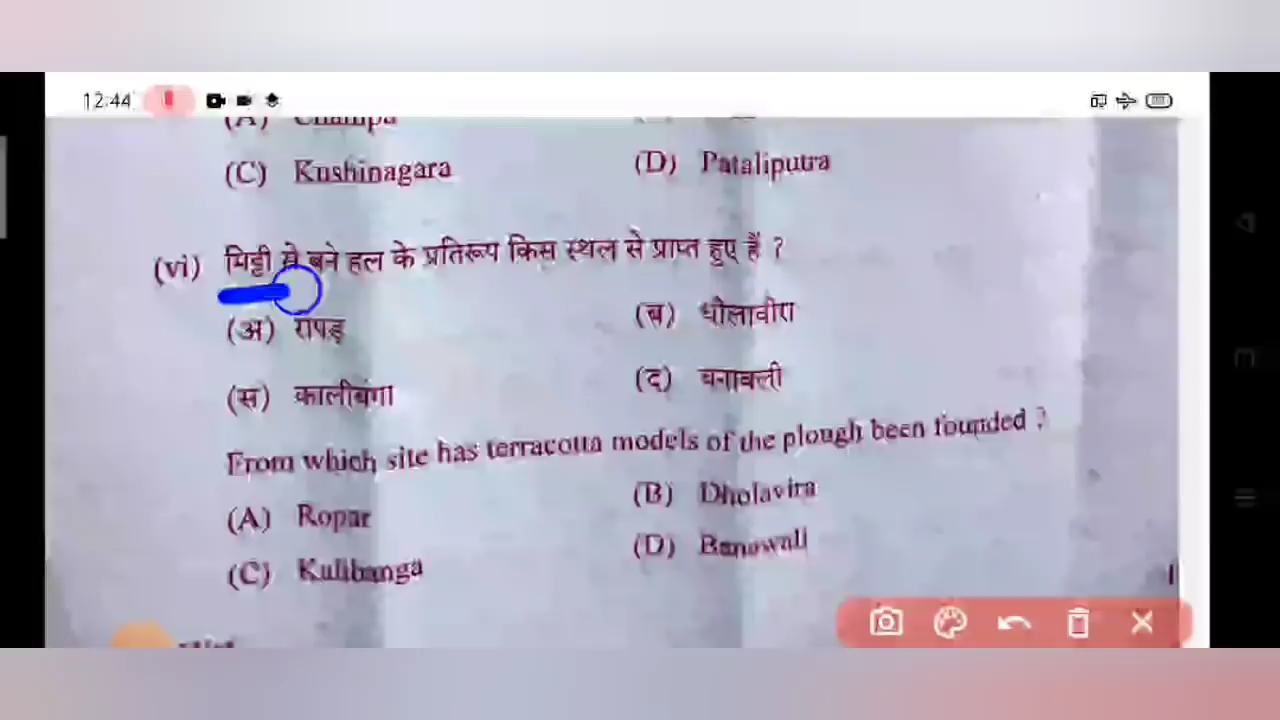 12:44
(C) Kushinagara (D) Pataliputra
(vi) मिट्टी से बने हल के प्रतिरूप किस स्थल से प्राप्त हुए हैं ?
(अ) रोपड़ (ब) धौलावीरा
(स) कालीबंगा (द) बनावली
From which site has terracotta models of the plough been founded ?
(A) Ropar (B) Dholavira
(C) Kalibanga (D) Banawali